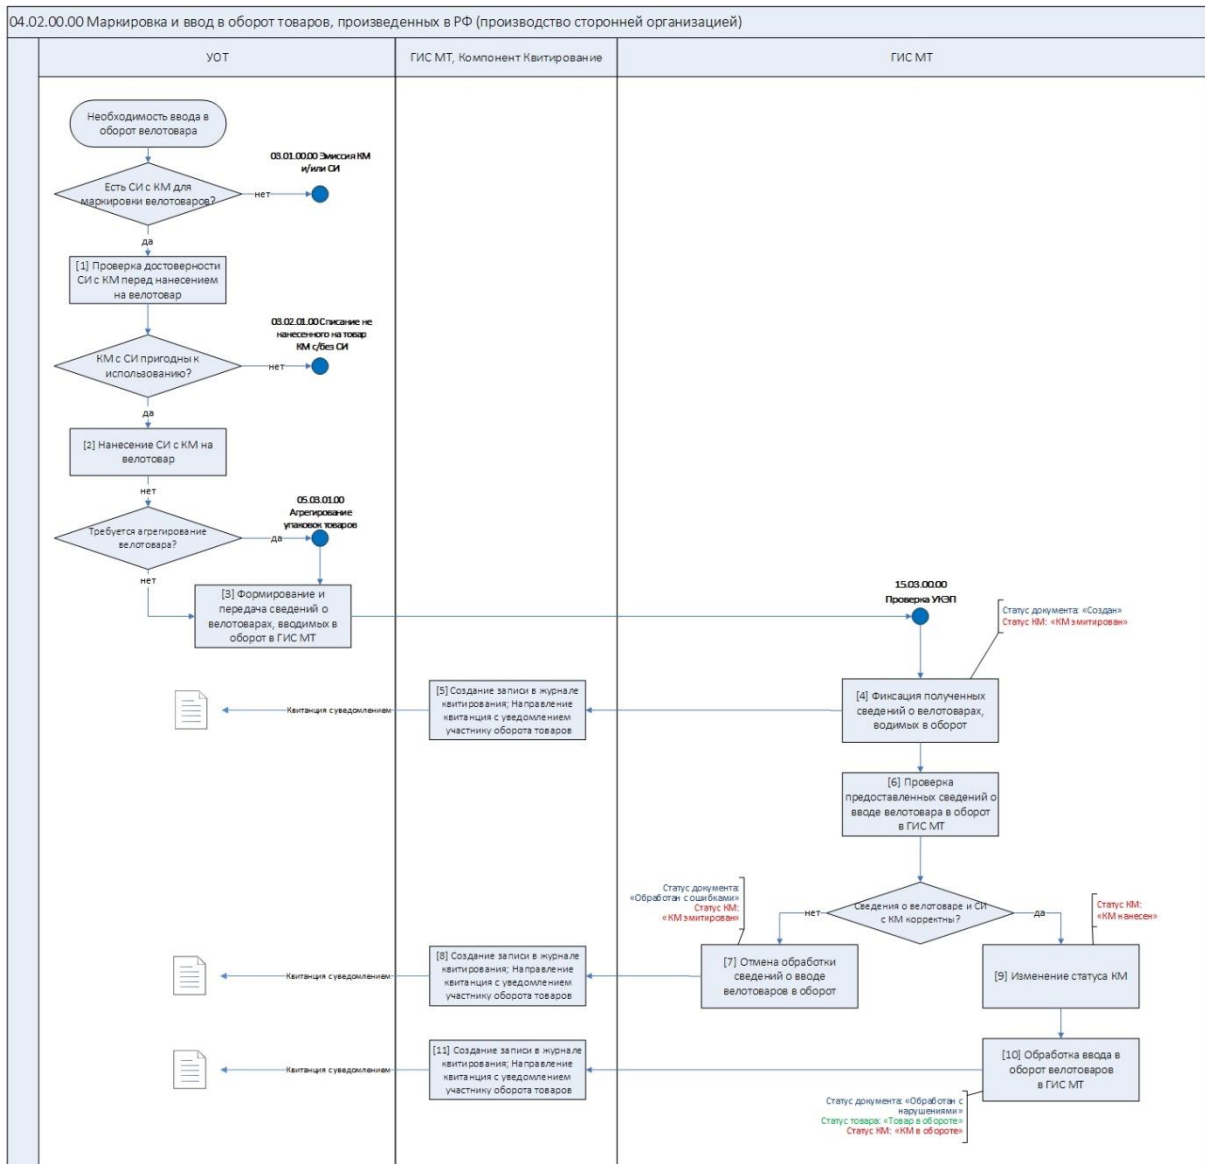 04.02.00.00 Маркировка и ввод в оборот товаров, произведенных в РФ (производство сторонней организацией)
УОТ
ГИС МТ, Компонент Квитирование
ГИС МТ
Необходимость ввода в
оборот велотовара
03.01.00.00 Эмиссия КМ
и/или СИ
Есть СИ с КМ для
маркировки велотоваров?
нет
да
[1] Проверка достоверности
СИ с КМ перед нанесением
на велотовар
03.02.01.00 Списание не
нанесенного на товар
КМ с/без СИ
КМ с СИ пригодны к
использованию?
нет
да
[2] Нанесение СИ с КМ на
велотовар
нет
05.03.01.00
Агрегирование
упаковок товаров
Требуется агрегирование
велотовара?
да
нет
[3] Формирование и
передача сведений о
велотоварах, вводимых в
оборот в ГИС МТ
15.03.00.00
Проверка УКЭП
Статус документа: «Создан»
Статус КМ: «КМ эмитирован»
[4] Фиксация полученных
сведений о велотоварах,
водимых в оборот
[5] Создание записи в журнале
квитирования; Направление
квитанция с уведомлением
участнику оборота товаров
Квитанция суведомлением
[6] Проверка
предоставленных сведений о
вводе велотовара в оборот
в ГИС МТ
Статус документа:
«Обработан с ошибками»
Статус КМ:
«КМ эмитирован»
Сведения о велотоваре и СИ
с КМ корректны?
нет
да
Статус КМ:
«КМ нанесен»
[7] Отмена обработки
сведений о вводе
велотоваров в оборот
[8] Создание записи в журнале
квитирования; Направление
квитанция с уведомлением
участнику оборота товаров
Квитанция суведомлением
[9] Изменение статуса КМ
[10] Обработка ввода в
оборот велотоваров
в ГИС МТ
[11] Создание записи в журнале
квитирования; Направление
квитанция с уведомлением
участнику оборота товаров
Квитанция суведомлением
Статус документа: «Обработан с
нарушениями»
Статус товара: «Товар в обороте»
Статус КМ: «КМ в обороте»